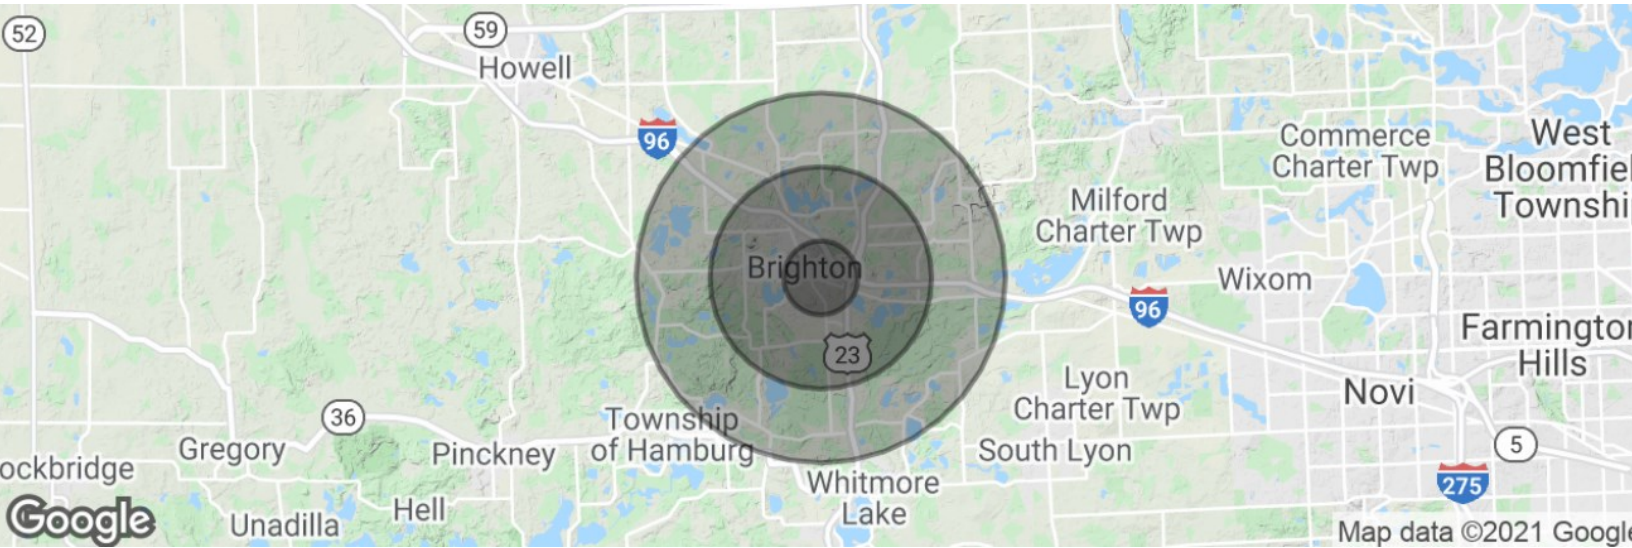 52
59
Howell
96
Commerce
Charter Twp
West
Bloomfiel
Townshi
Milford
Charter Twp
Brighton
Wixom
96
23
Farmington
Hills
Lyon
Charter Twp
Novi
36
Township
of Hamburg
Gregory
Pinckney
South Lyon
5
ockbridge
Whitmore
Lake
275
Hell
Unadilla
Google
Map data ©2021 Google